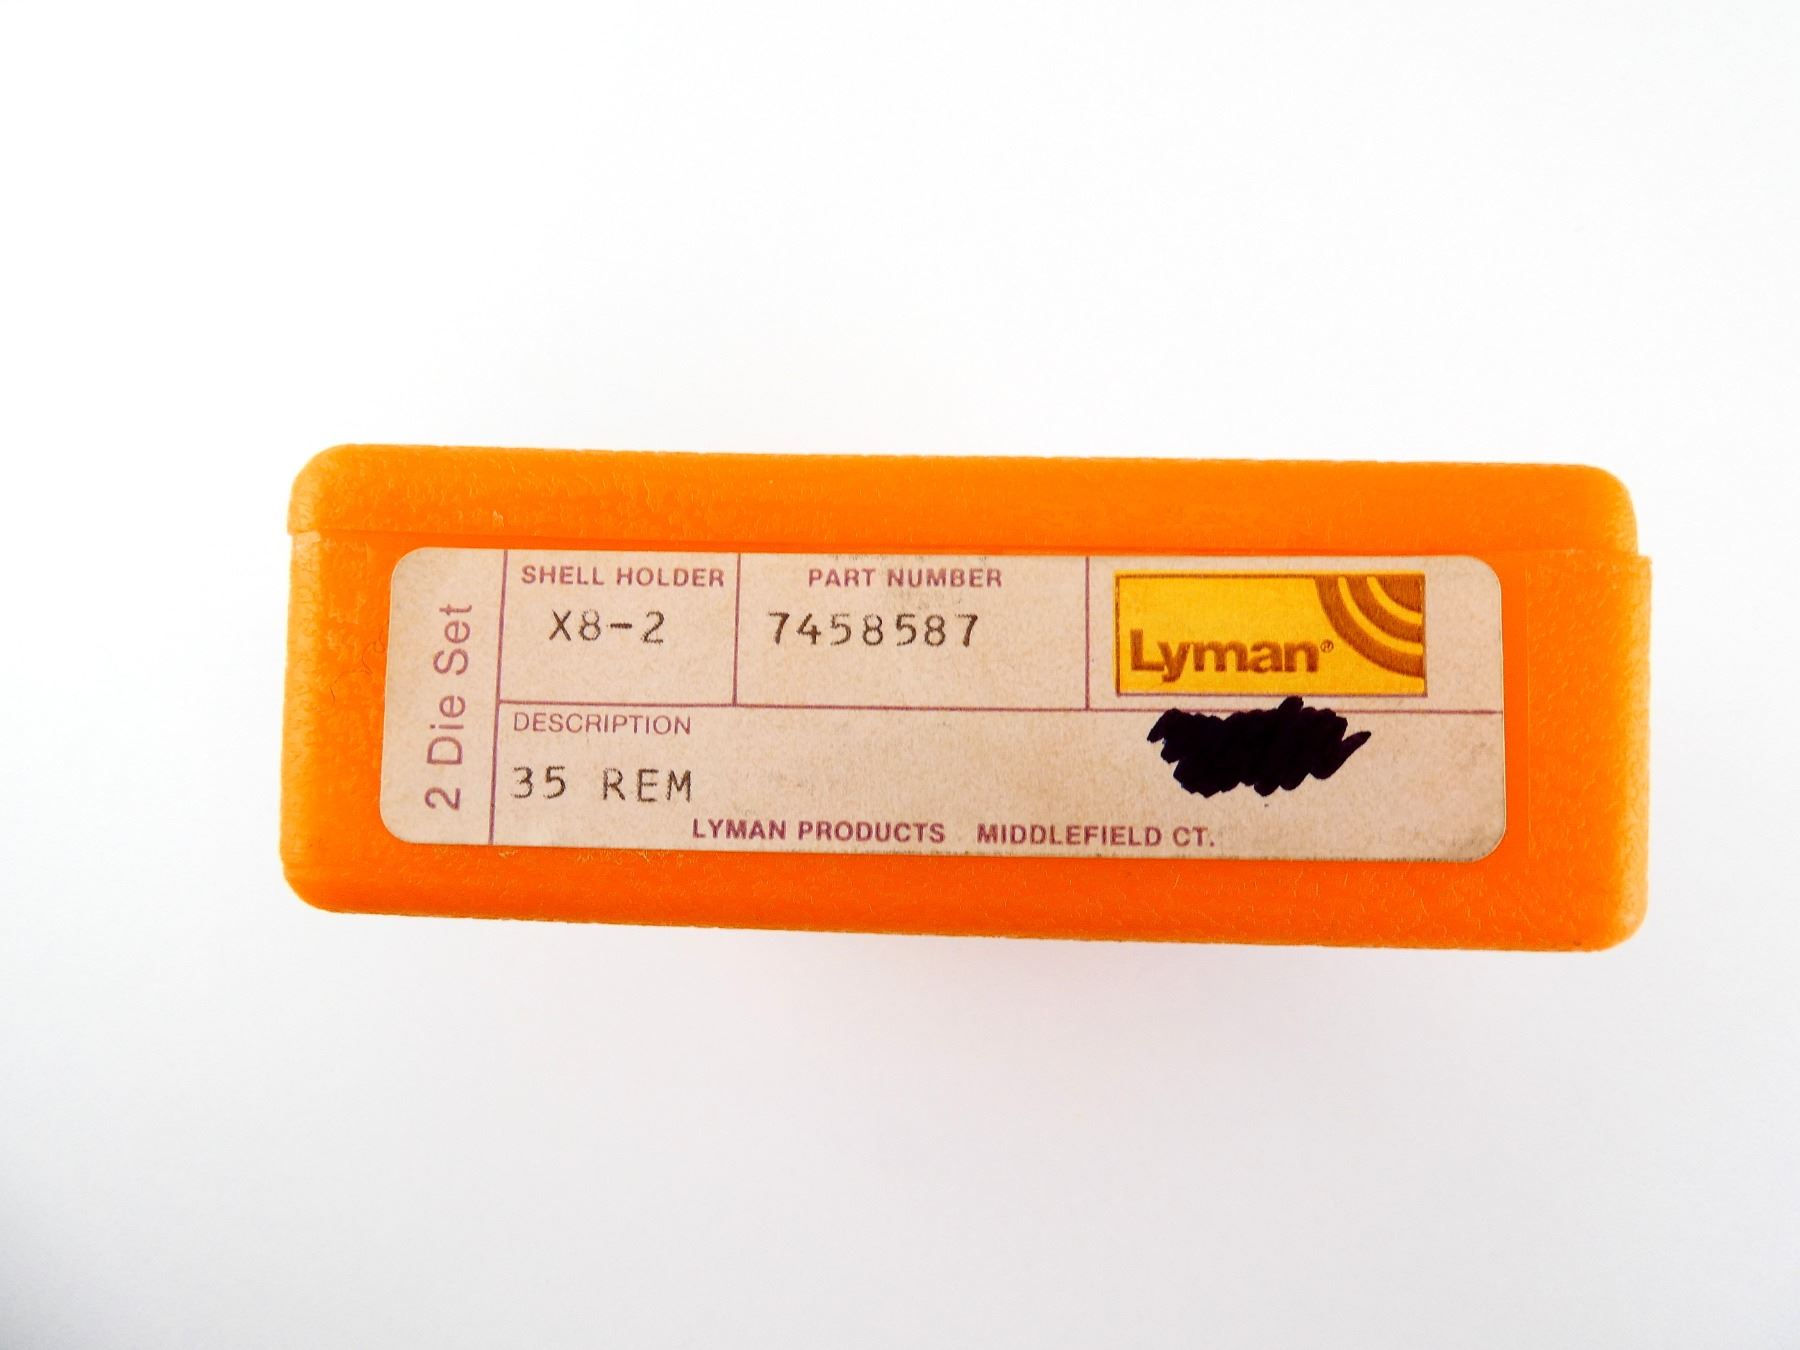 2 Die Set
SHELL HOLDER
X8-2
PART NUMBER
7458587
Lyman®
DESCRIPTION
35 REM
LYMAN PRODUCTS MIDDLEFIELD CT.